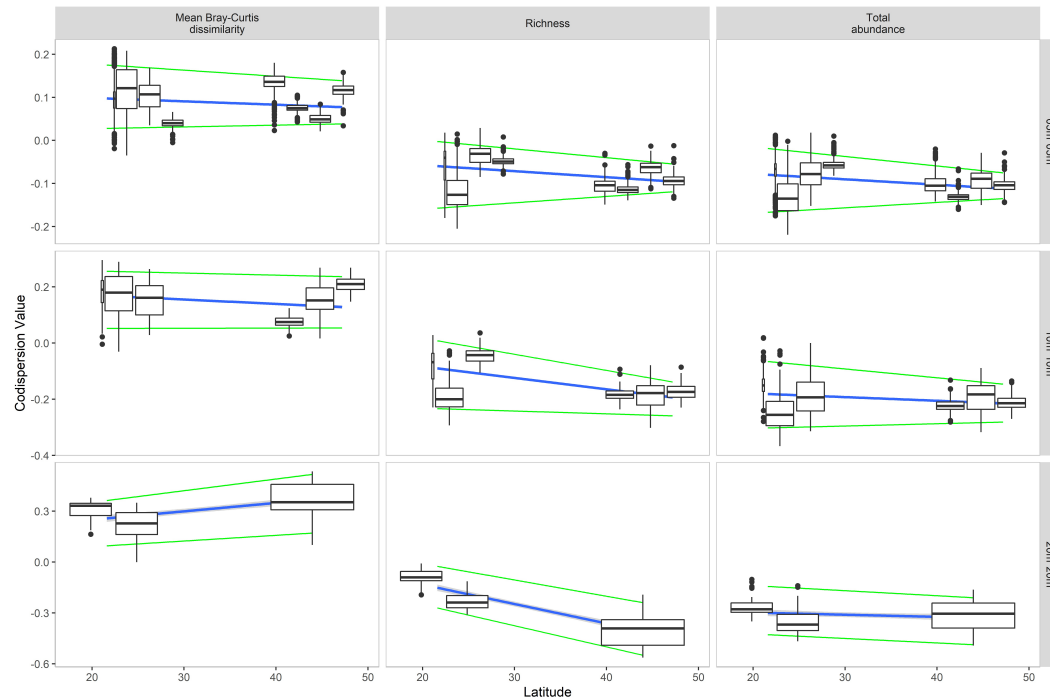 Mean Bray-Curtis
dissimilarity
Richness
Total
abundance
0.2
0.1
0.0
-0.1
-0.2
0.2
0.0
-0.2
-0.4
0.3
0.0
-0.3
-0.6
Codispersion Value
20 30 40 50
20 30 40 50
20 30 40 50
Latitude